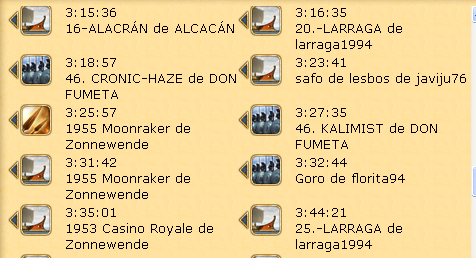 3:15:36
16-ALACRÁN de ALCACÁN
3:16:35
20.-LARRAGA de
larraga1994
3:18:57
46. CRONIC-HAZE de DON
FUMETA
3:23:41
safo de lesbos de javiju76
3:25:57
1955 Moonraker de
Zonnewende
3:27:35
46. KALIMIST de DON
FUMETA
3:31:42
1955 Moonraker de
Zonnewende
3:32:44
Goro de florita94
3:35:01
1953 Casino Royale de
Zonnewende
3:44:21
25.-LARRAGA de
larraga1994